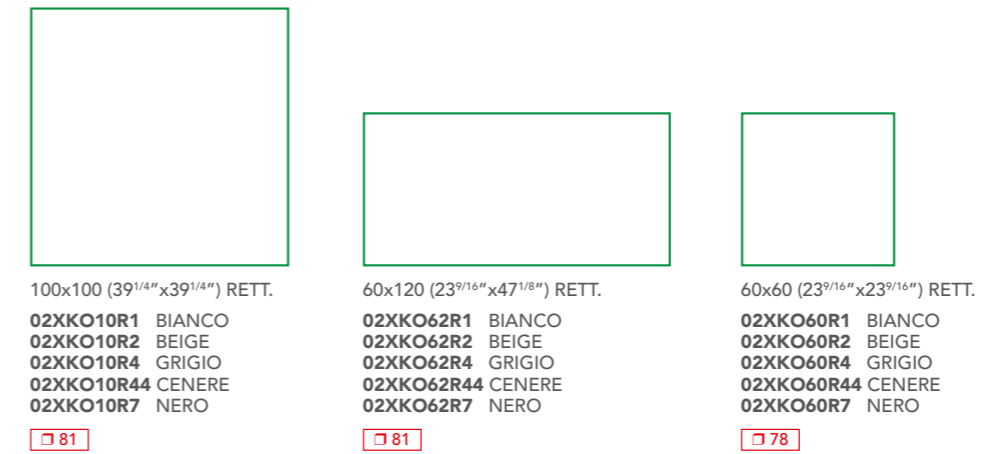 100x100 (391/4"x391/4") RETT.
02XKO10R1 BIANCO
02XKO10R2 BEIGE
02XKO10R4 GRIGIO
02XKO10R44 CENERE
02XKO10R7 NERO
❐ 81
60x120 (239/16"x471/8") RETT.
02XKO62R1 BIANCO
02XKO62R2 BEIGE
02XKO62R4 GRIGIO
02XKO62R44 CENERE
02XKO62R7 NERO
❐ 81
60x60 (239/16"x239/16") RETT.
02XKO60R1 BIANCO
02XKO60R2 BEIGE
02XKO60R4 GRIGIO
02XKO60R44 CENERE
02XKO60R7 NERO
❐ 78